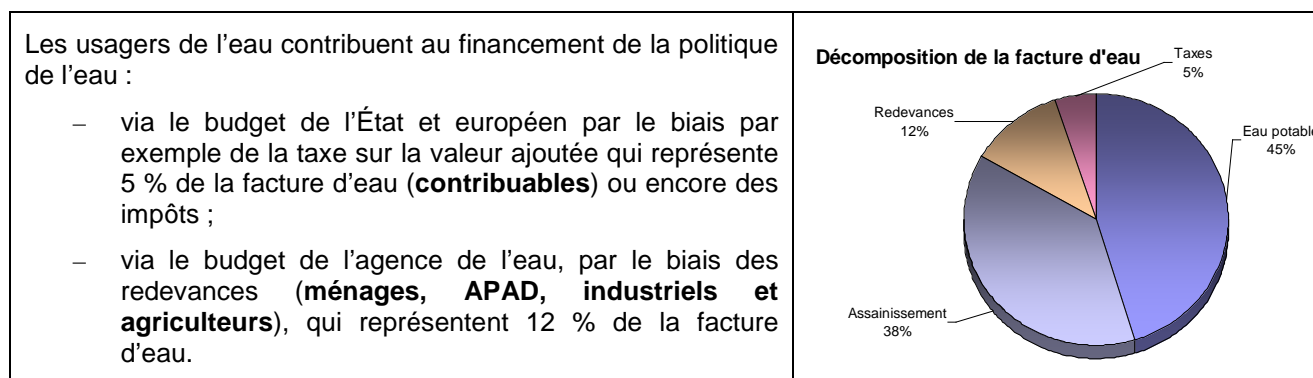 Les usagers de l’eau contribuent au financement de la politique
de l’eau :
– via le budget de l’État et européen par le biais par
exemple de la taxe sur la valeur ajoutée qui représente
5 % de la facture d’eau (contribuables) ou encore des
impôts ;
– via le budget de l’agence de l’eau, par le biais des
redevances (ménages, APAD, industriels et
agriculteurs), qui représentent 12 % de la facture
d’eau.
Décomposition de la facture d'eau
Taxes
5%
Redevances
12%
Eau potable
45%
Assainissement
38%